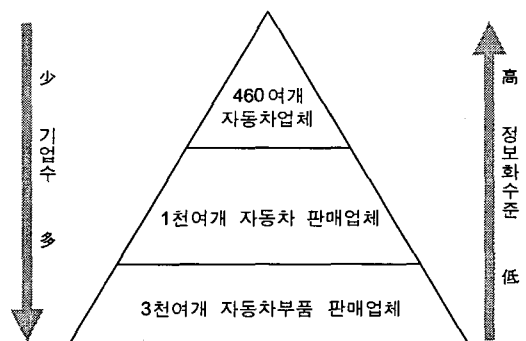 少
기업수
多
460여개
자동차업체
1천여개 자동차 판매업체
3천여개 자동차부품 판매업체
高
정보화수준
低